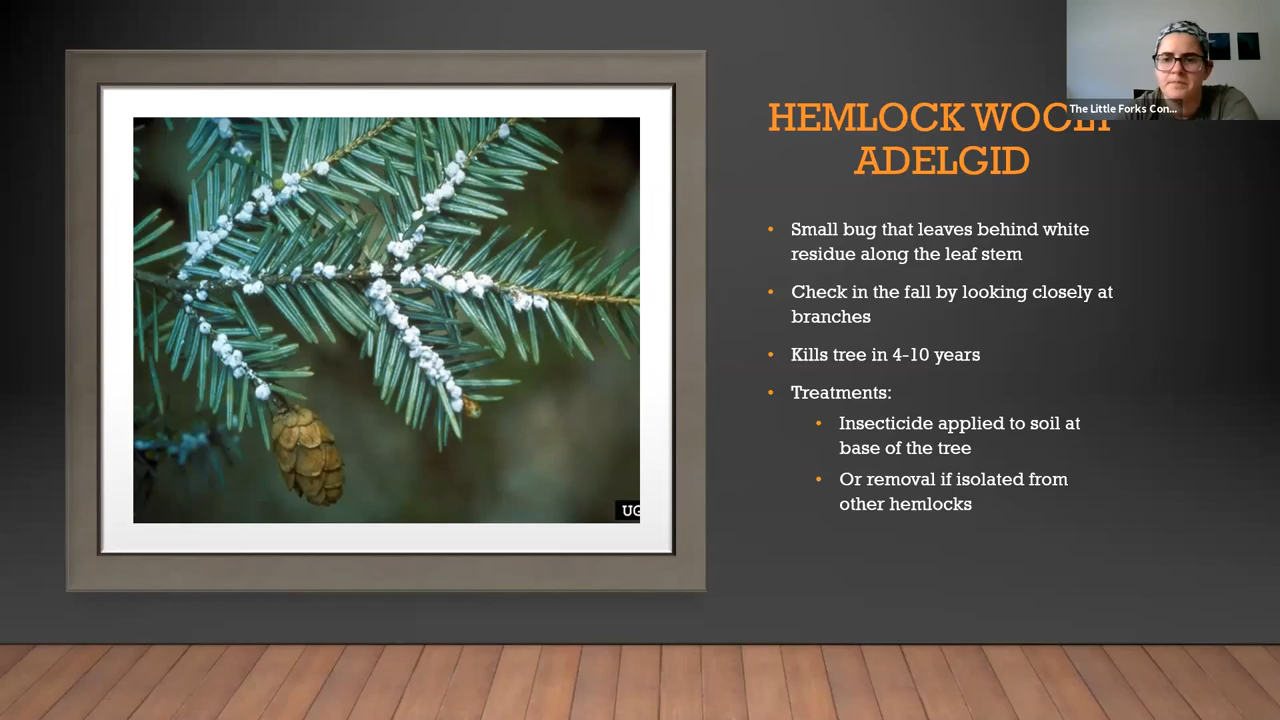 The Little Forks Con...
HEMLOCK WOOLY
ADELGID
• Small bug that leaves behind white
residue along the leaf stem
• Check in the fall by looking closely at
branches
• Kills tree in 4-10 years
• Treatments:
• Insecticide applied to soil at
base of the tree
• Or removal if isolated from
other hemlocks
UG